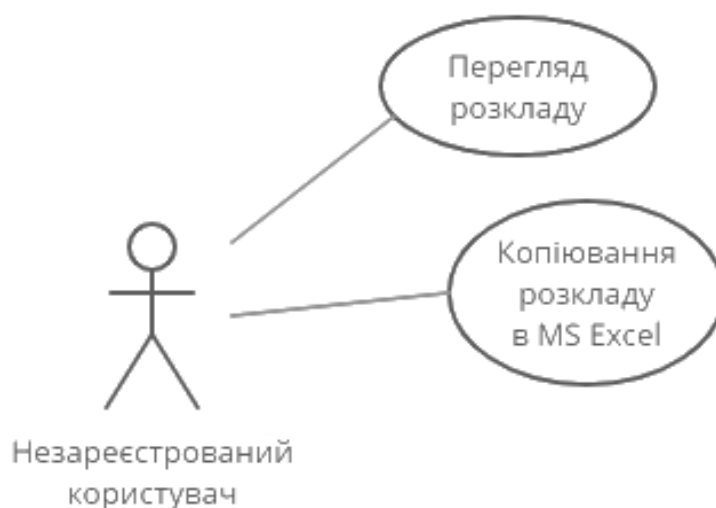 Перегляд
розкладу
Копіювання
розкладу
в MS Excel
Незареєстрований
користувач